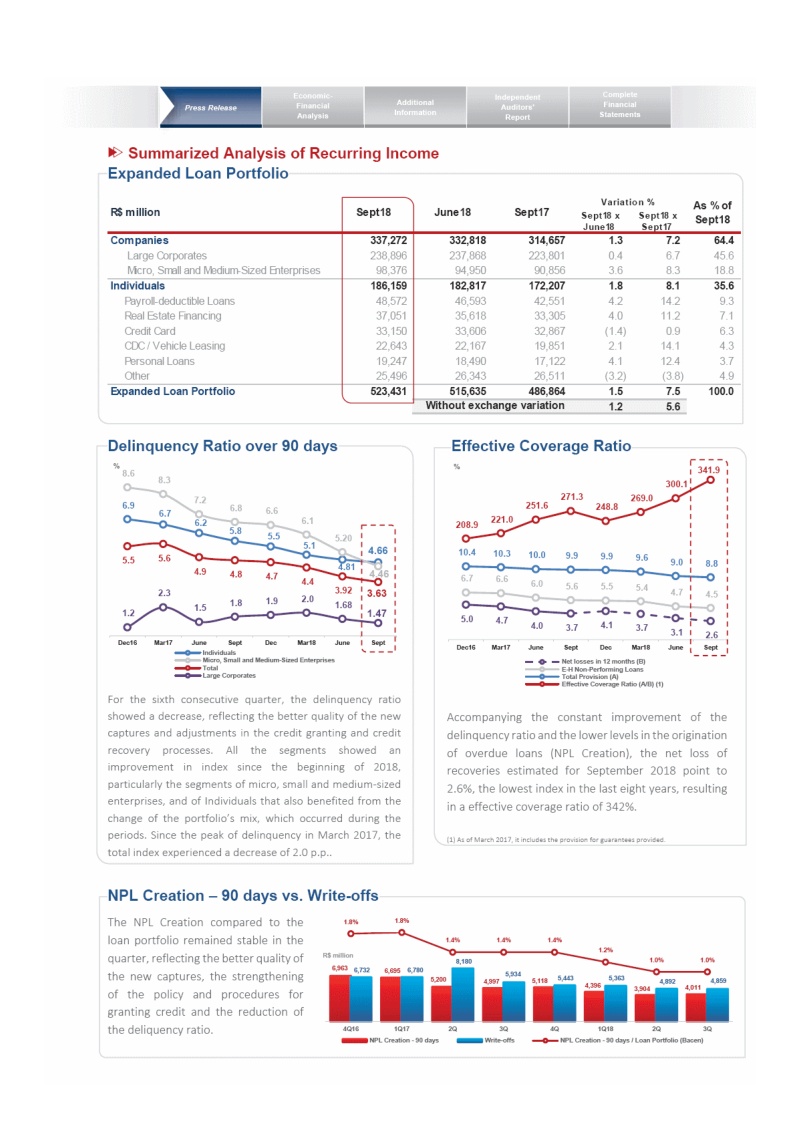 Press Release
Economic-
Financial
Analysis
Additional
Information
Independent
Auditors'
Report
Complete
Financial
Statements
Summarized Analysis of Recurring Income
Expanded Loan Portfolio
R$ million Sept18 June18 Sept17 Variation % As % of Sept18
Sept18 x June18 Sept18 x Sept17
Companies 337,272 332,818 314,657 1.3 7.2 64.4
Large Corporates 238,896 237,868 223,801 0.4 6.7 45.6
Micro, Small and Medium-Sized Enterprises 98,376 94,950 90,856 3.6 8.3 18.8
Individuals 186,159 182,817 172,207 1.8 8.1 35.6
Payroll-deductible Loans 48,572 46,593 42,551 4.2 14.2 9.3
Real Estate Financing 37,051 35,618 33,305 4.0 11.2 7.1
Credit Card 33,150 33,606 32,867 (1.4) 0.9 6.3
CDC / Vehicle Leasing 22,643 22,167 19,851 2.1 14.1 4.3
Personal Loans 19,247 18,490 17,122 4.1 12.4 3.7
Other 25,496 26,343 26,511 (3.2) (3.8) 4.9
Expanded Loan Portfolio 523,431 515,635 486,864 1.5 7.5 100.0
Without exchange variation 1.2 5.6
Delinquency Ratio over 90 days
%
8.6 8.3 7.2 6.8 6.6 6.1 5.20 4.46
6.9 6.7 6.2 5.8 5.5 5.1 4.81 4.66
5.5 5.6 4.9 4.8 4.7 4.4 3.92 3.63
1.2 2.3 1.5 1.8 1.9 2.0 1.68 1.47
Dec16 Mar17 June Sept Dec Mar18 June Sept
Individuals
Micro, Small and Medium-Sized Enterprises
Total
Large Corporates
For the sixth consecutive quarter, the delinquency ratio
showed a decrease, reflecting the better quality of the new
captures and adjustments in the credit granting and credit
recovery processes. All the segments showed an
improvement in index since the beginning of 2018,
particularly the segments of micro, small and medium-sized
enterprises, and of Individuals that also benefited from the
change of the portfolio's mix, which occurred during the
periods. Since the peak of delinquency in March 2017, the
total index experienced a decrease of 2.0 p.p..
Effective Coverage Ratio
%
208.9 221.0 251.6 271.3 248.8 269.0 300.1 341.9
10.4 10.3 10.0 9.9 9.9 9.6 9.0 8.8
6.7 6.6 6.0 5.6 5.5 5.4 4.7 4.5
5.0 4.7 4.0 3.7 4.1 3.7 3.1 2.6
Dec16 Mar17 June Sept Dec Mar18 June Sept
Net losses in 12 months (B)
E-H Non-Performing Loans
Total Provision (A)
Effective Coverage Ratio (A/B) (1)
Accompanying the constant improvement of the
delinquency ratio and the lower levels in the origination
of overdue loans (NPL Creation), the net loss of
recoveries estimated for September 2018 point to
2.6%, the lowest index in the last eight years, resulting
in a effective coverage ratio of 342%.
(1) As of March 2017, it includes the provision for guarantees provided.
NPL Creation – 90 days vs. Write-offs
The NPL Creation compared to the
loan portfolio remained stable in the
quarter, reflecting the better quality of
the new captures, the strengthening
of the policy and procedures for
granting credit and the reduction of
the deliquency ratio.
1.8% 1.8% 1.4% 1.4% 1.4% 1.2% 1.0% 1.0%
R$ million
6,963 6,732 6,695 6,780 5,200 8,180 4,997 5,934 5,118 5,443 4,396 5,363 3,904 4,892 4,011 4,859
4Q16 1Q17 2Q 3Q 4Q 1Q18 2Q 3Q
NPL Creation - 90 days
Write-offs
NPL Creation - 90 days / Loan Portfolio (Bacen)